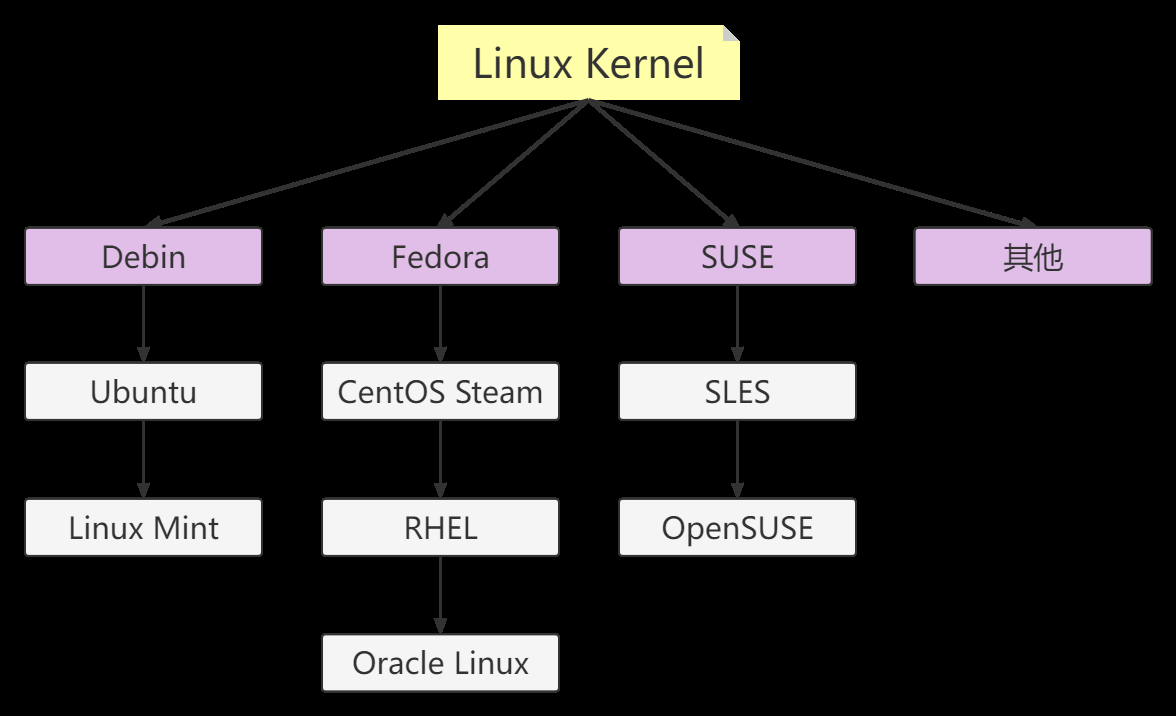 Linux Kernel
Debin
Fedora
SUSE
其他
Ubuntu
CentOS Steam
SLES
Linux Mint
RHEL
OpenSUSE
Oracle Linux